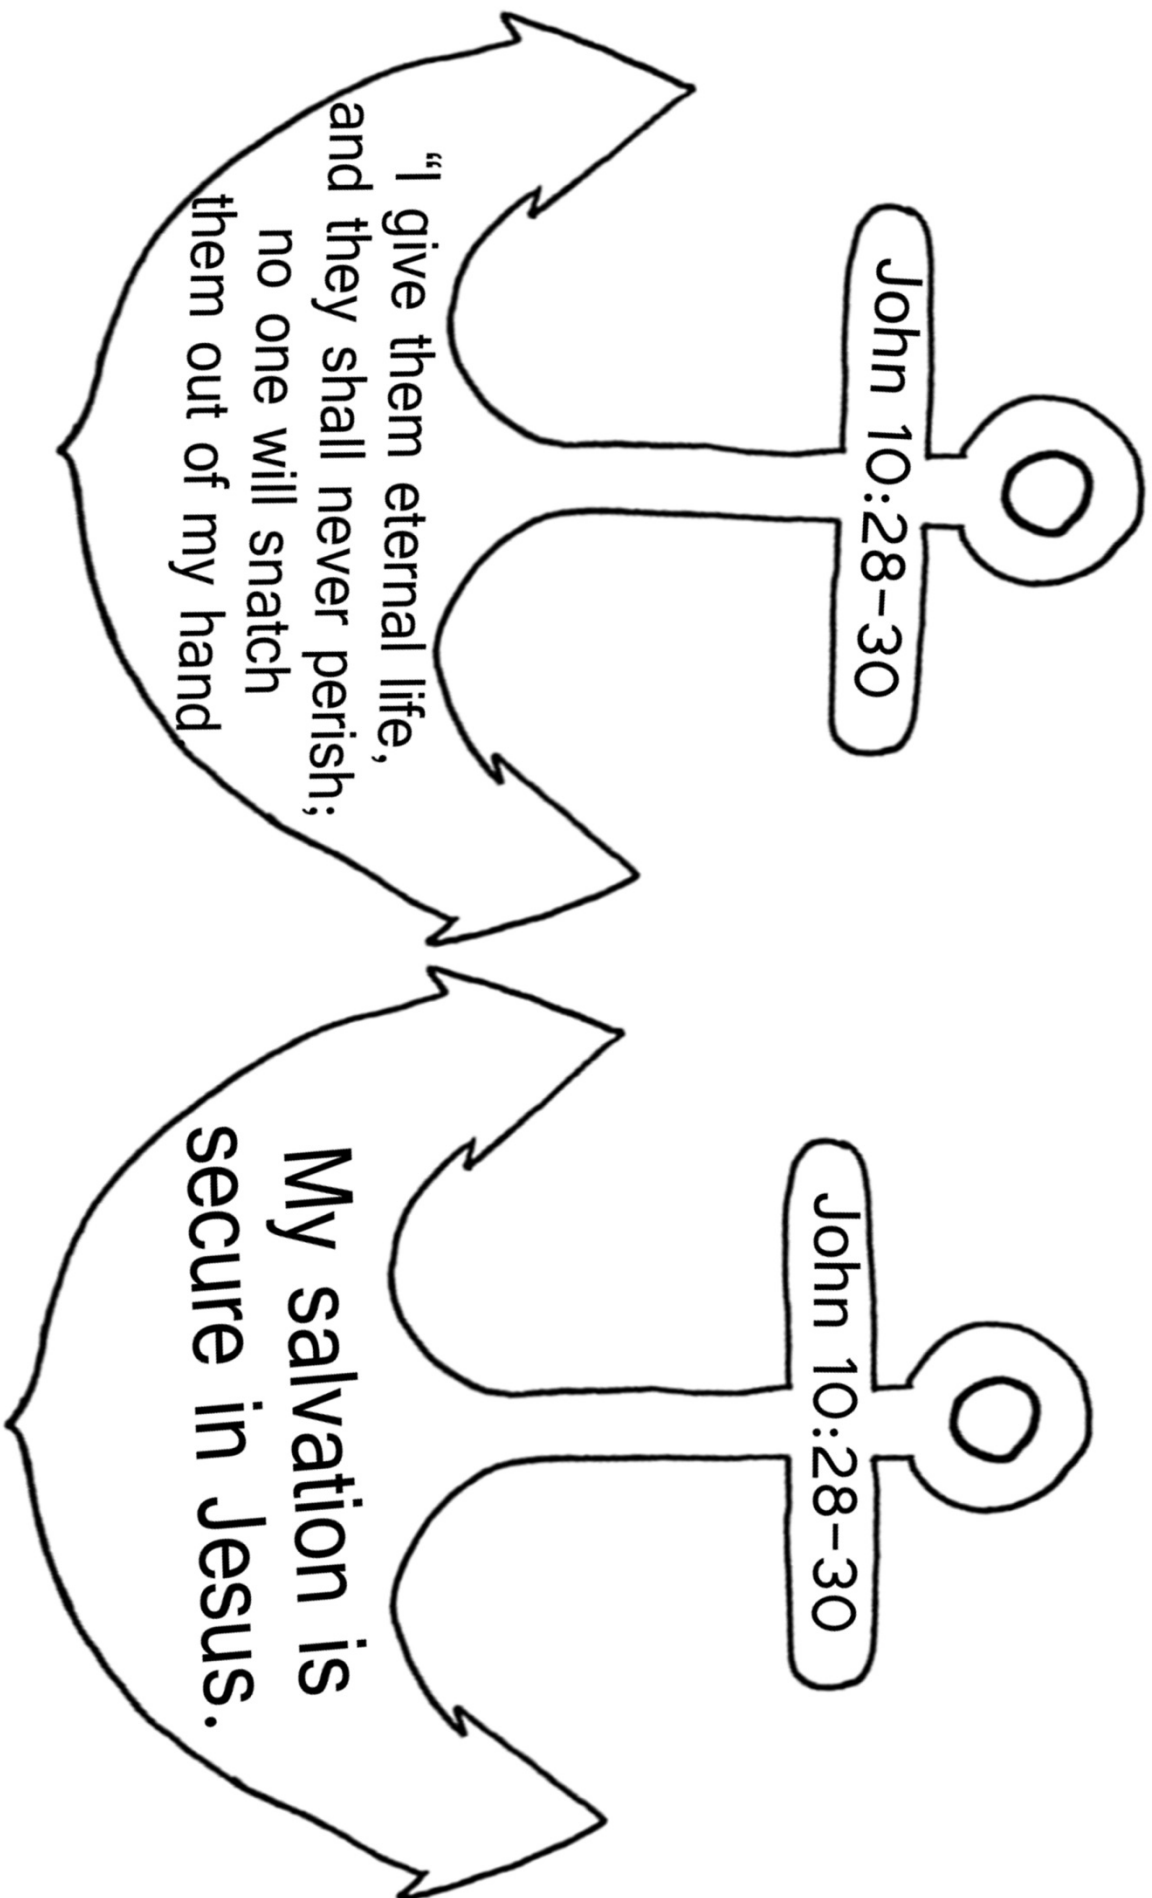 John 10:28-30
“I give them eternal life,
and they shall never perish;
no one will snatch
them out of my hand
John 10:28-30
My salvation is
secure in Jesus.